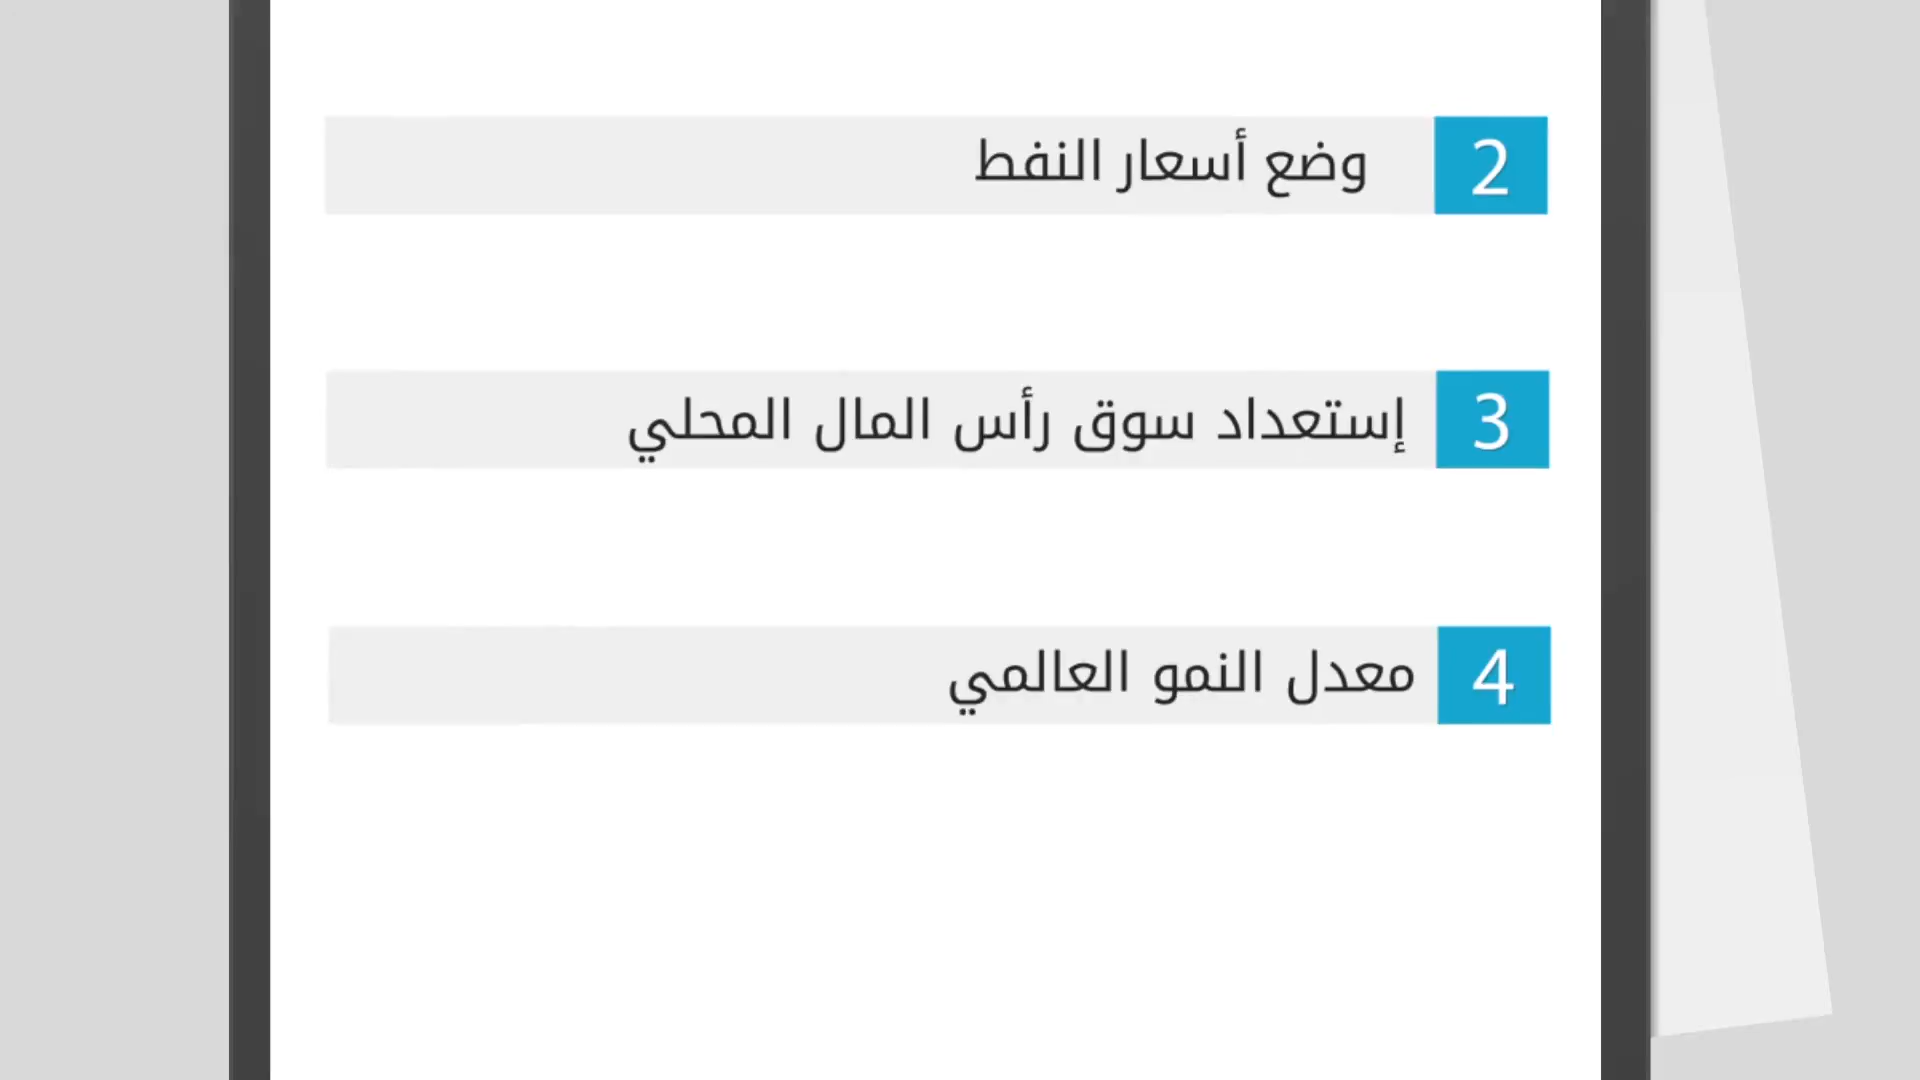 2 وضع أسعار النفط
3 إستعداد سوق رأس المال المحلي
4 معدل النمو العالمي